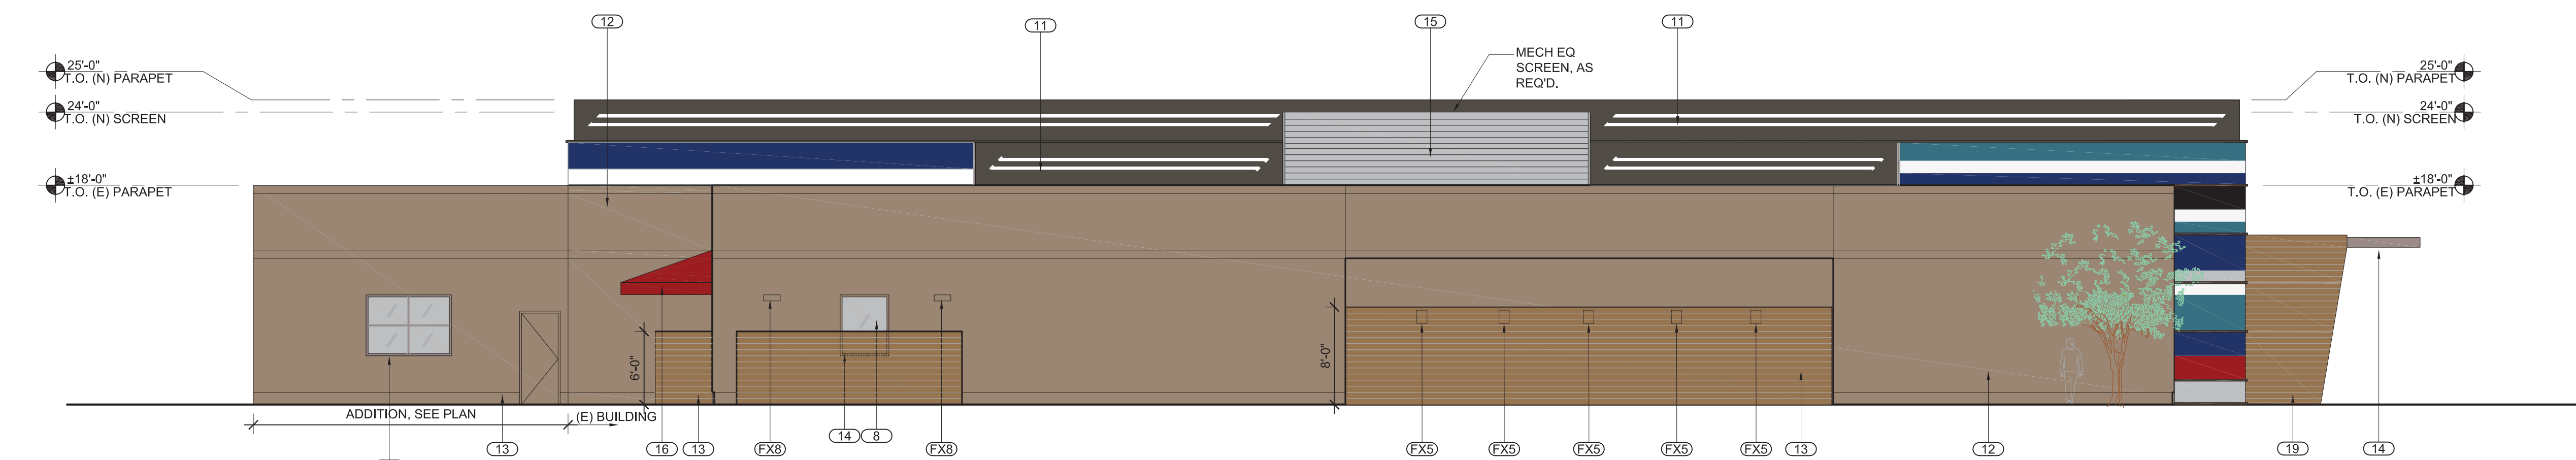 12
11
15
11
MECH EQ
SCREEN, AS
REQ'D.
25'-0"
T.O. (N) PARAPET
25'-0"
T.O. (N) PARAPET
24'-0"
T.O. (N) SCREEN
24'-0"
T.O. (N) SCREEN
±18'-0"
T.O. (E) PARAPET
±18'-0"
T.O. (E) PARAPET
6'-0"
8'-0"
ADDITION, SEE PLAN
(E) BUILDING
13
16
13
FX8
14
8
FX8
FX5
FX5
FX5
FX5
FX5
13
12
19
14